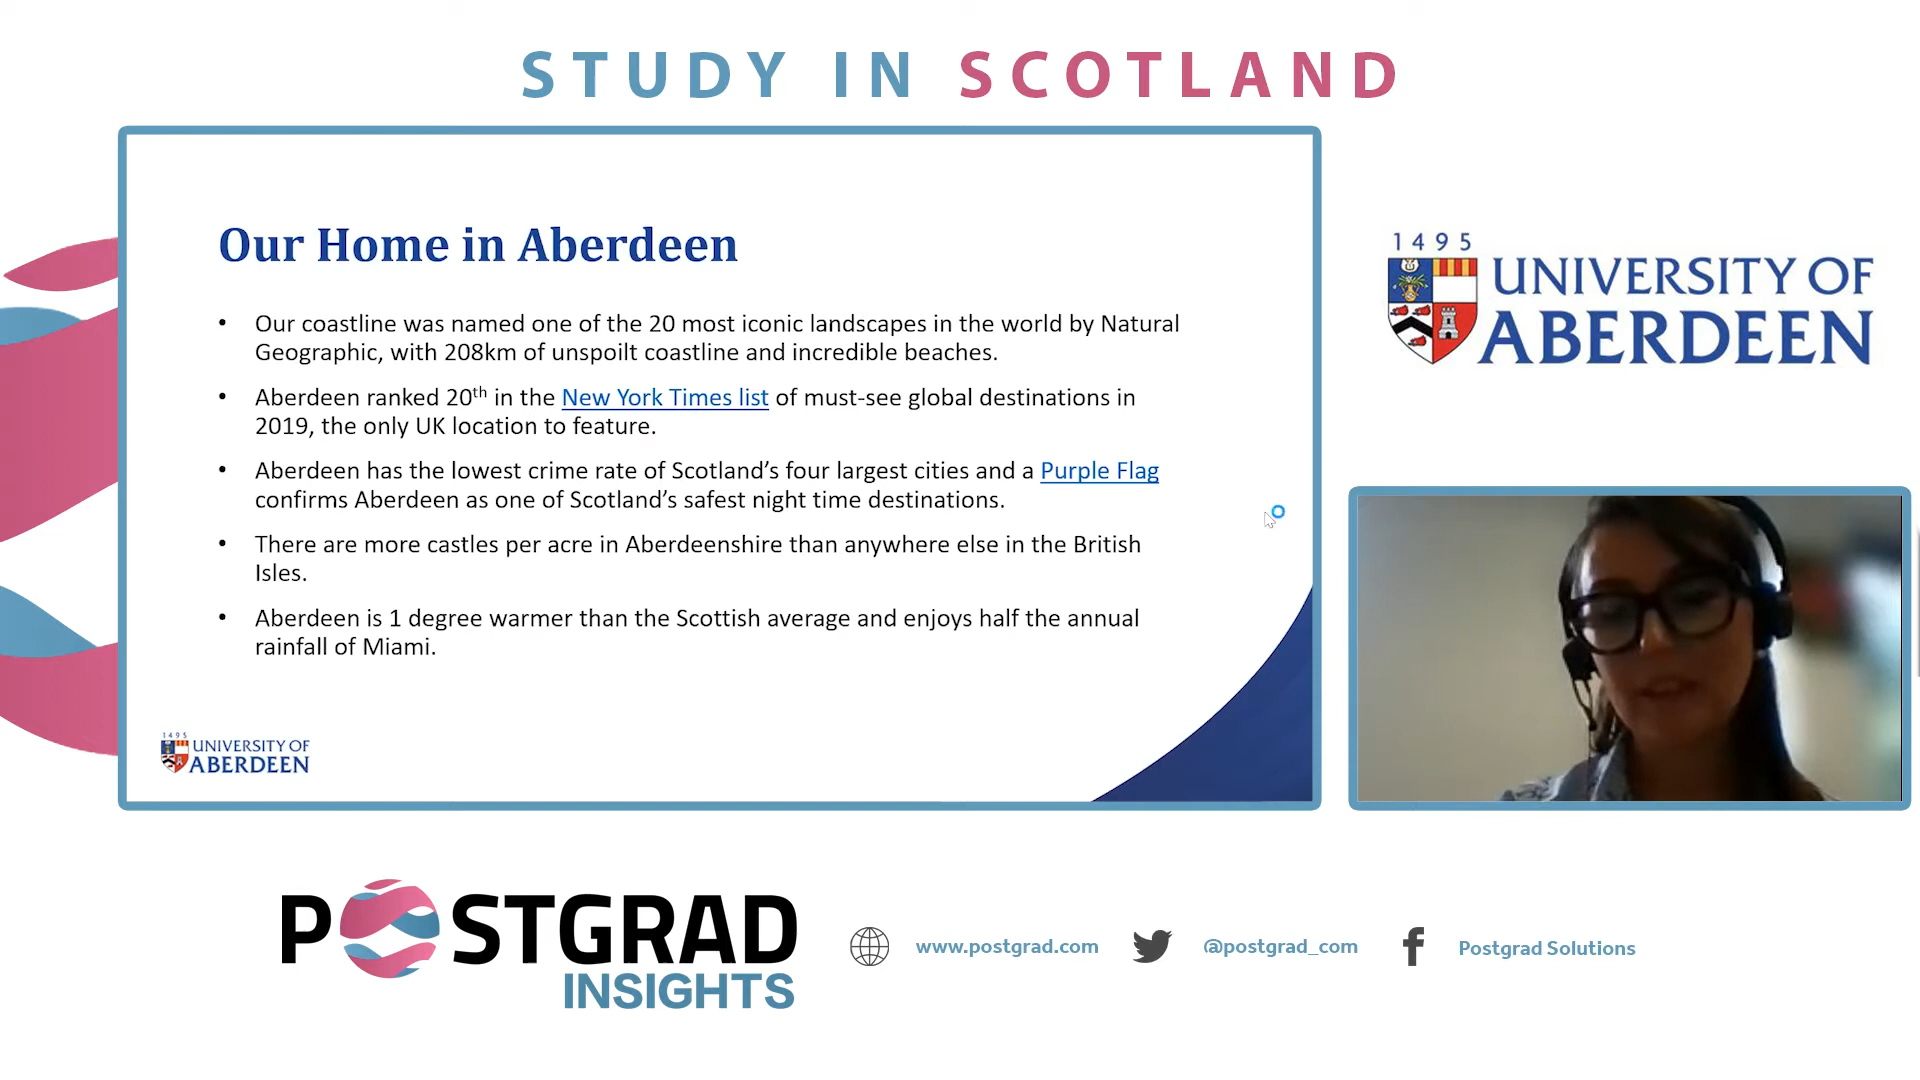 STUDY IN SCOTLAND
Our Home in Aberdeen
• Our coastline was named one of the 20 most iconic landscapes in the world by Natural
Geographic, with 208km of unspoilt coastline and incredible beaches.
• Aberdeen ranked 20th in the New York Times list of must-see global destinations in
2019, the only UK location to feature.
• Aberdeen has the lowest crime rate of Scotland’s four largest cities and a Purple Flag
confirms Aberdeen as one of Scotland’s safest night time destinations.
• There are more castles per acre in Aberdeenshire than anywhere else in the British
Isles.
• Aberdeen is 1 degree warmer than the Scottish average and enjoys half the annual
rainfall of Miami.
1495
UNIVERSITY OF
ABERDEEN
1495
UNIVERSITY OF
ABERDEEN
POSTGRAD
INSIGHTS
www.postgrad.com
@postgrad_com
Postgrad Solutions